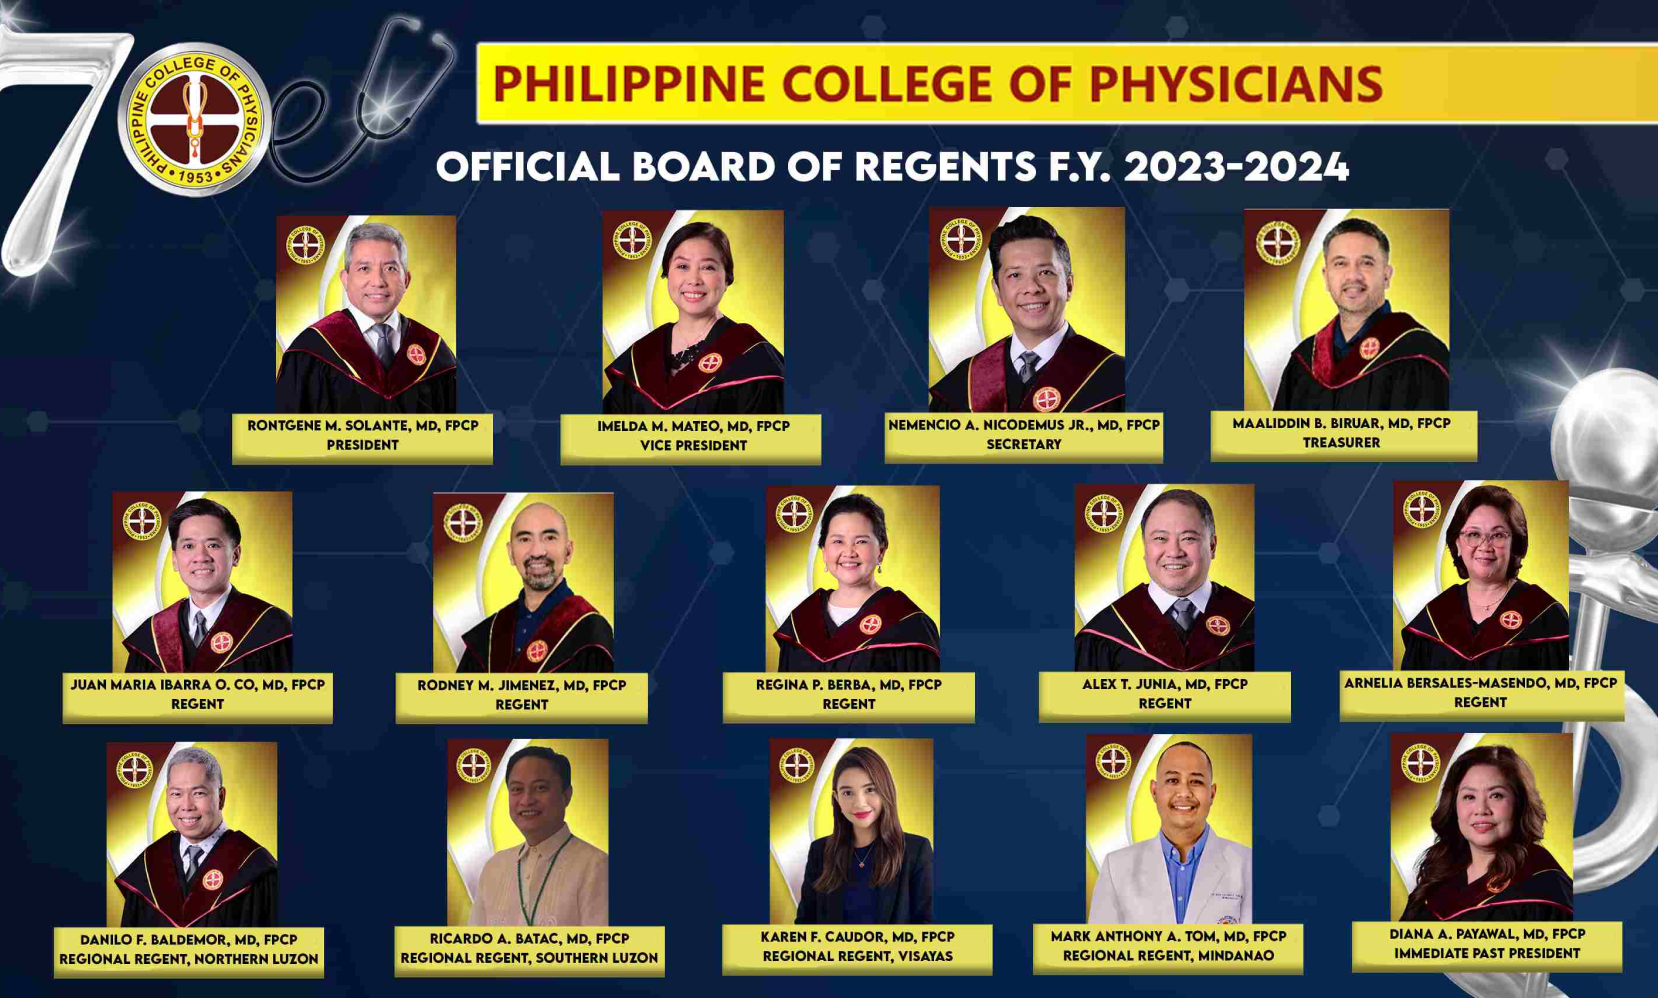 70
PHILIPPINE COLLEGE OF PHYSICIANS
• 1953 •
PHILIPPINE COLLEGE OF PHYSICIANS
OFFICIAL BOARD OF REGENTS F.Y. 2023-2024
RONTGENE M. SOLANTE, MD, FPCP
PRESIDENT
IMELDA M. MATEO, MD, FPCP
VICE PRESIDENT
NEMENCIO A. NICODEMUS JR., MD, FPCP
SECRETARY
MAALIDDIN B. BIRUAR, MD, FPCP
TREASURER
JUAN MARIA IBARRA O. CO, MD, FPCP
REGENT
RODNEY M. JIMENEZ, MD, FPCP
REGENT
REGINA P. BERBA, MD, FPCP
REGENT
ALEX T. JUNIA, MD, FPCP
REGENT
ARNELIA BERSALES-MASENDO, MD, FPCP
REGENT
DANILO F. BALDEMOR, MD, FPCP
REGIONAL REGENT, NORTHERN LUZON
RICARDO A. BATAC, MD, FPCP
REGIONAL REGENT, SOUTHERN LUZON
KAREN F. CAUDOR, MD, FPCP
REGIONAL REGENT, VISAYAS
MARK ANTHONY A. TOM, MD, FPCP
REGIONAL REGENT, MINDANAO
DIANA A. PAYAWAL, MD, FPCP
IMMEDIATE PAST PRESIDENT